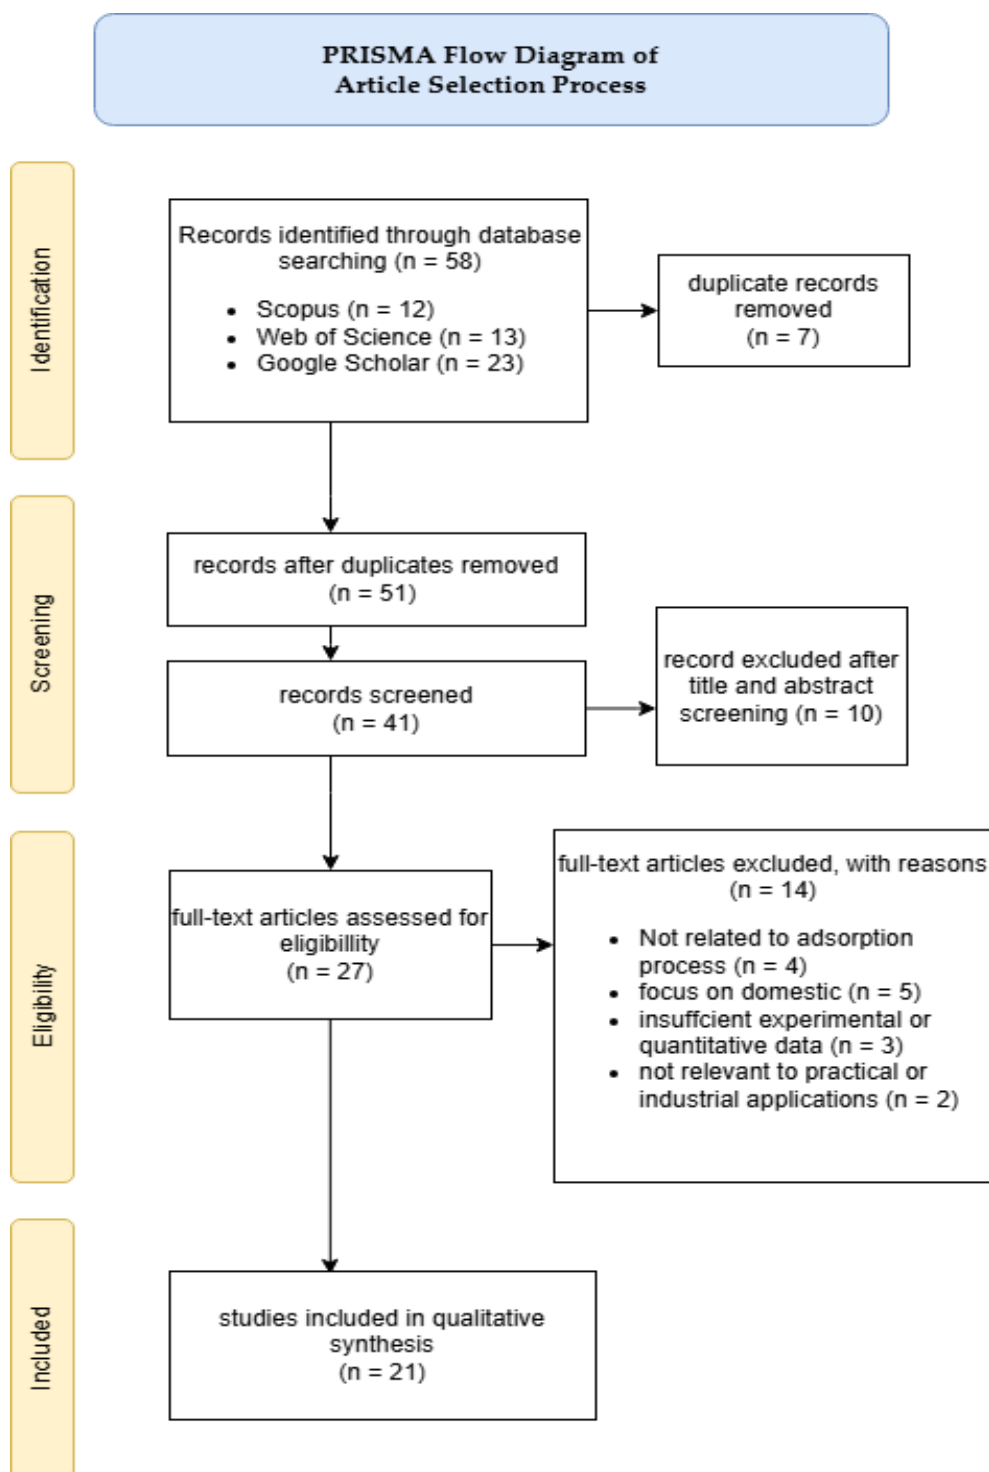 PRISMA Flow Diagram of
Article Selection Process
Identification
Records identified through database
searching (n = 58)
• Scopus (n = 12)
• Web of Science (n = 13)
• Google Scholar (n = 23)
duplicate records
removed
(n = 7)
Screening
records after duplicates removed
(n = 51)
records screened
(n = 41)
record excluded after
title and abstract
screening (n = 10)
Eligibility
full-text articles assessed for
eligibillity
(n = 27)
full-text articles excluded, with reasons
(n = 14)
• Not related to adsorption
process (n = 4)
• focus on domestic (n = 5)
• insuffcient experimental or
quantitative data (n = 3)
• not relevant to practical or
industrial applications (n = 2)
Included
studies included in qualitative
synthesis
(n = 21)